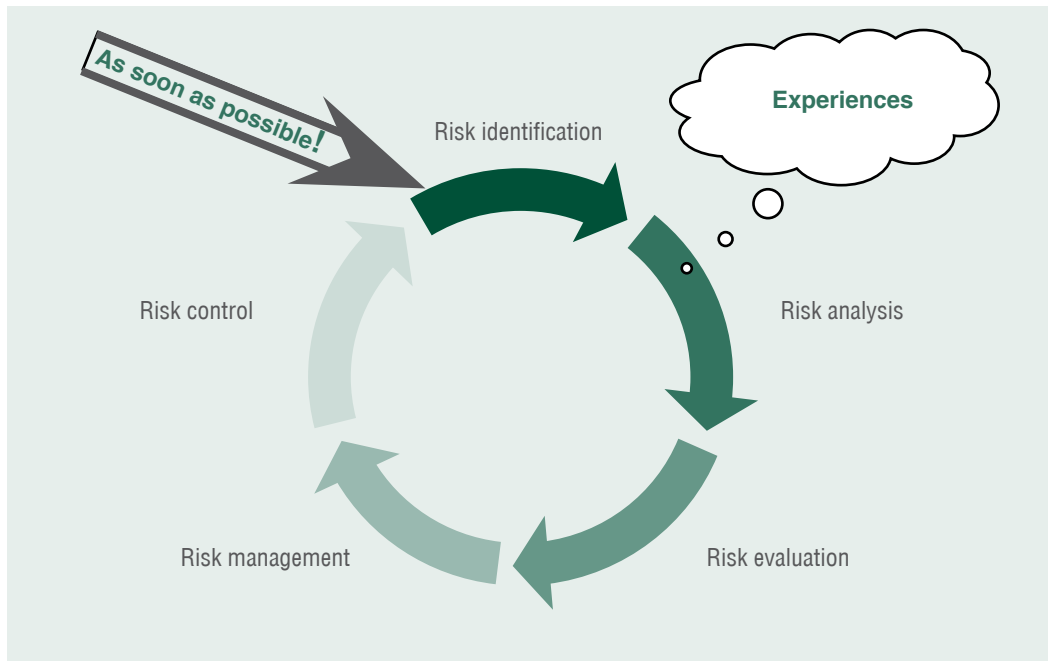 As soon as possible!
Experiences
Risk identification
Risk control
Risk analysis
Risk management
Risk evaluation